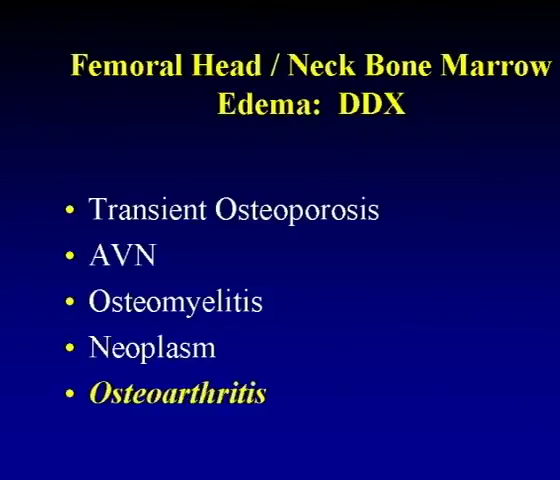 Femoral Head / Neck Bone Marrow
Edema: DDX
• Transient Osteoporosis
• AVN
• Osteomyelitis
• Neoplasm
• Osteoarthritis